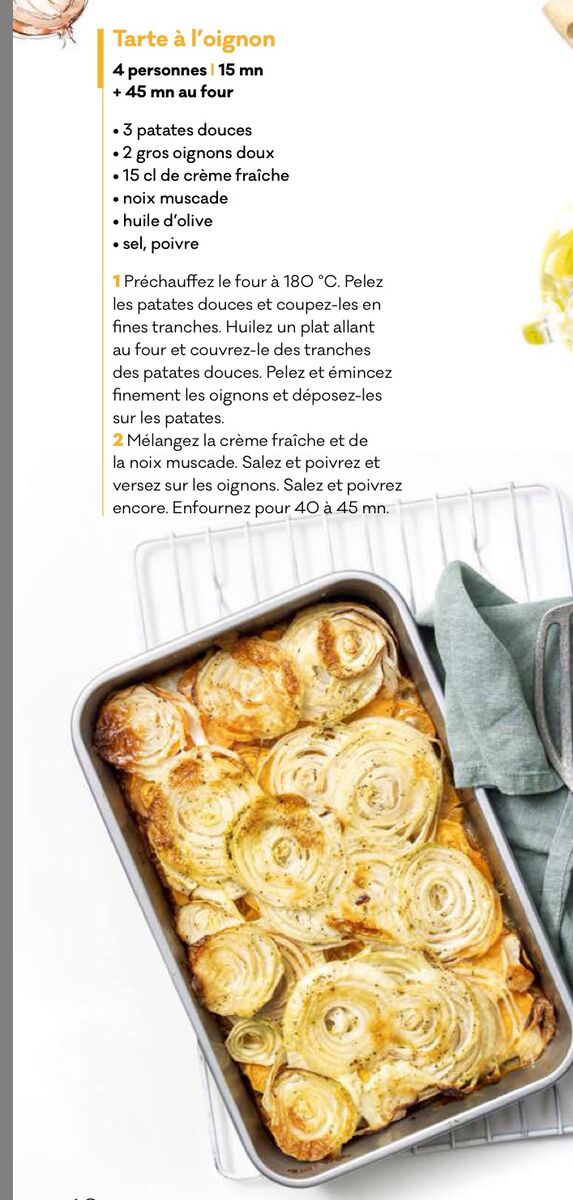 Tarte à l'oignon
4 personnes | 15 mn
+ 45 mn au four
• 3 patates douces
• 2 gros oignons doux
• 15 cl de crème fraîche
• noix muscade
• huile d'olive
• sel, poivre
1 Préchauffez le four à 180 °C. Pelez
les patates douces et coupez-les en
fines tranches. Huilez un plat allant
au four et couvrez-le des tranches
des patates douces. Pelez et émincez
finement les oignons et déposez-les
sur les patates.
2 Mélangez la crème fraîche et de
la noix muscade. Salez et poivrez et
versez sur les oignons. Salez et poivrez
encore. Enfournez pour 40 à 45 mn.